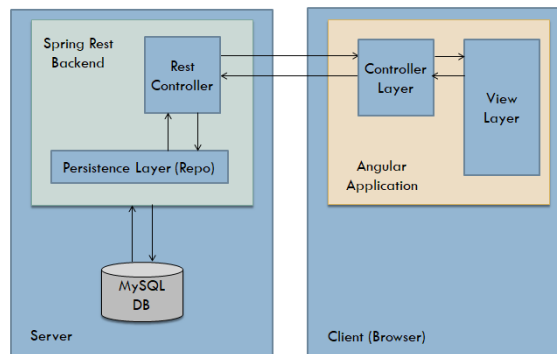 Spring Rest
Backend
Rest
Controller
Persistence Layer (Repo)
MySQL
DB
Server
Controller
Layer
View
Layer
Angular
Application
Client (Browser)